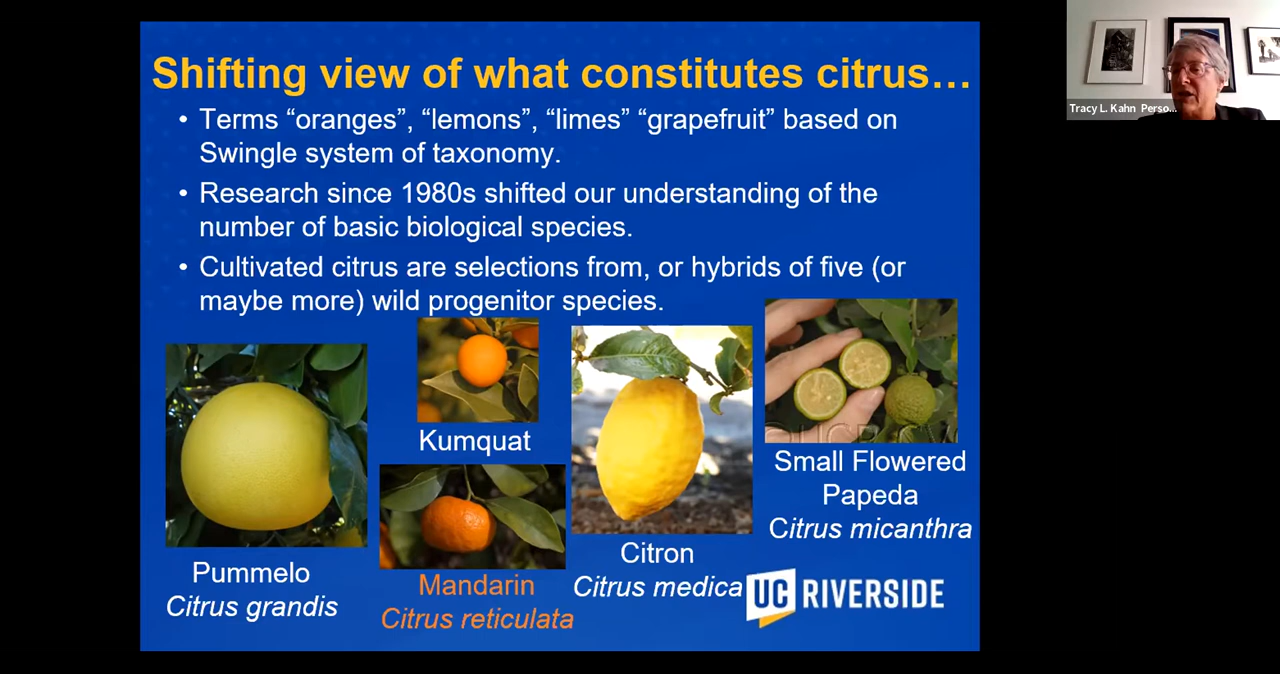 Shifting view of what constitutes citrus…
• Terms “oranges”, “lemons”, “limes” “grapefruit” based on
Swingle system of taxonomy.
• Research since 1980s shifted our understanding of the
number of basic biological species.
• Cultivated citrus are selections from, or hybrids of five (or
maybe more) wild progenitor species.
Pummelo
Citrus grandis
Kumquat
Mandarin
Citrus reticulata
Citron
Citrus medica
Small Flowered
Papeda
Citrus micanthra
UC RIVERSIDE
Tracy L. Kahn Perso...